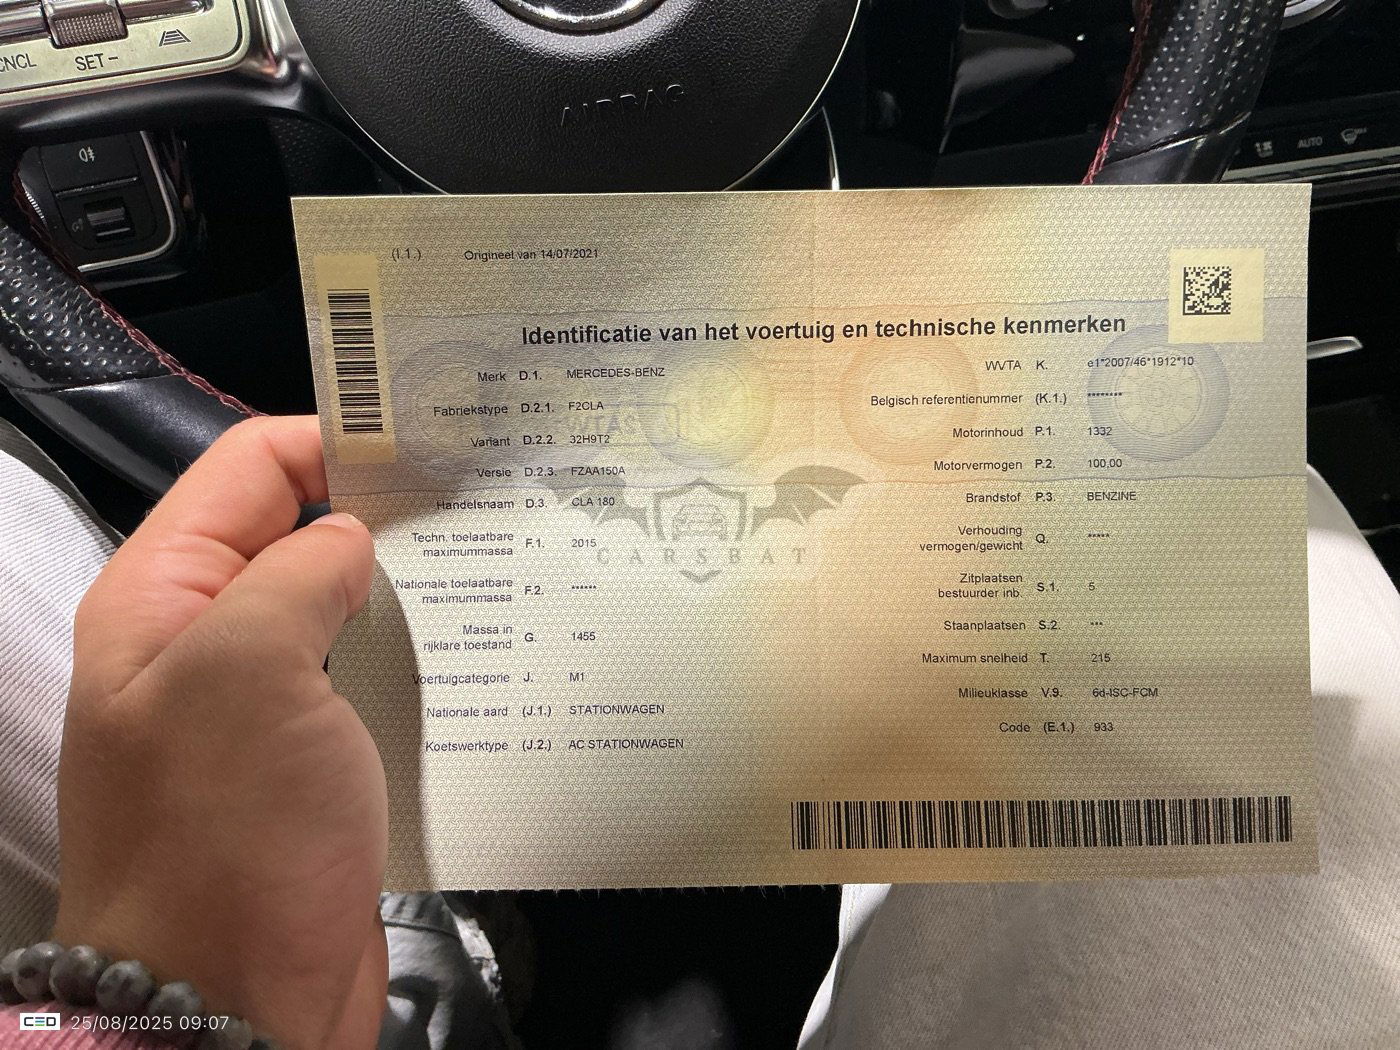 CNCL
SET –
AIRBAG
AUTO
(I.1.) Origineel van 14/07/2021
Identificatie van het voertuig en technische kenmerken
Merk D.1. MERCEDES-BENZ
Fabriekstype D.2.1. F2CLA
Variant D.2.2. 32H9T2
Versie D.2.3. FZAA150A
Handelsnaam D.3. CLA 180
Techn. toelaatbare
maximummassa F.1. 2015
Nationale toelaatbare
maximummassa F.2. ******
Massa in
rijklare toestand G. 1455
Voertuigcategorie J. M1
Nationale aard (J.1.) STATIONWAGEN
Koetswerktype (J.2.) AC STATIONWAGEN
WVTA K. e1*2007/46*1912*10
Belgisch referentienummer (K.1.) ********
Motorinhoud P.1. 1332
Motorvermogen P.2. 100,00
Brandstof P.3. BENZINE
Verhouding
vermogen/gewicht Q. *****
Zitplaatsen
bestuurder inb. S.1. 5
Staanplaatsen S.2. ***
Maximum snelheid T. 215
Milieuklasse V.9. 6d-ISC-FCM
Code (E.1.) 933
CARSBAT
CED 25/08/2025 09:07